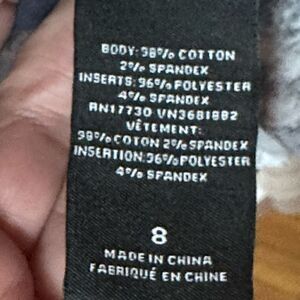 BODY: 98% COTTON
2% SPANDEX
INSERTS: 96% POLYESTER
4% SPANDEX
RN17730 VN36B18B2
VÊTEMENT:
98% COTON 2% SPANDEX
INSERTION: 96% POLYESTER
4% SPANDEX
8
MADE IN CHINA
FABRIQUÉ EN CHINE